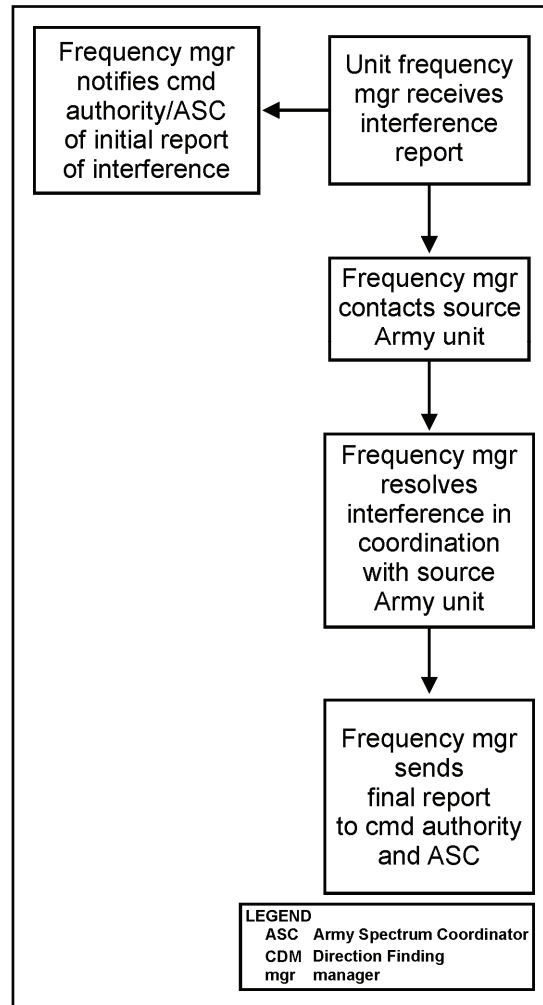 Frequency mgr
notifies cmd
authority/ASC
of initial report
of interference
Unit frequency
mgr receives
interference
report
Frequency mgr
contacts source
Army unit
Frequency mgr
resolves
interference in
coordination
with source
Army unit
Frequency mgr
sends
final report
to cmd authority
and ASC
LEGEND
ASC Army Spectrum Coordinator
CDM Direction Finding
mgr manager